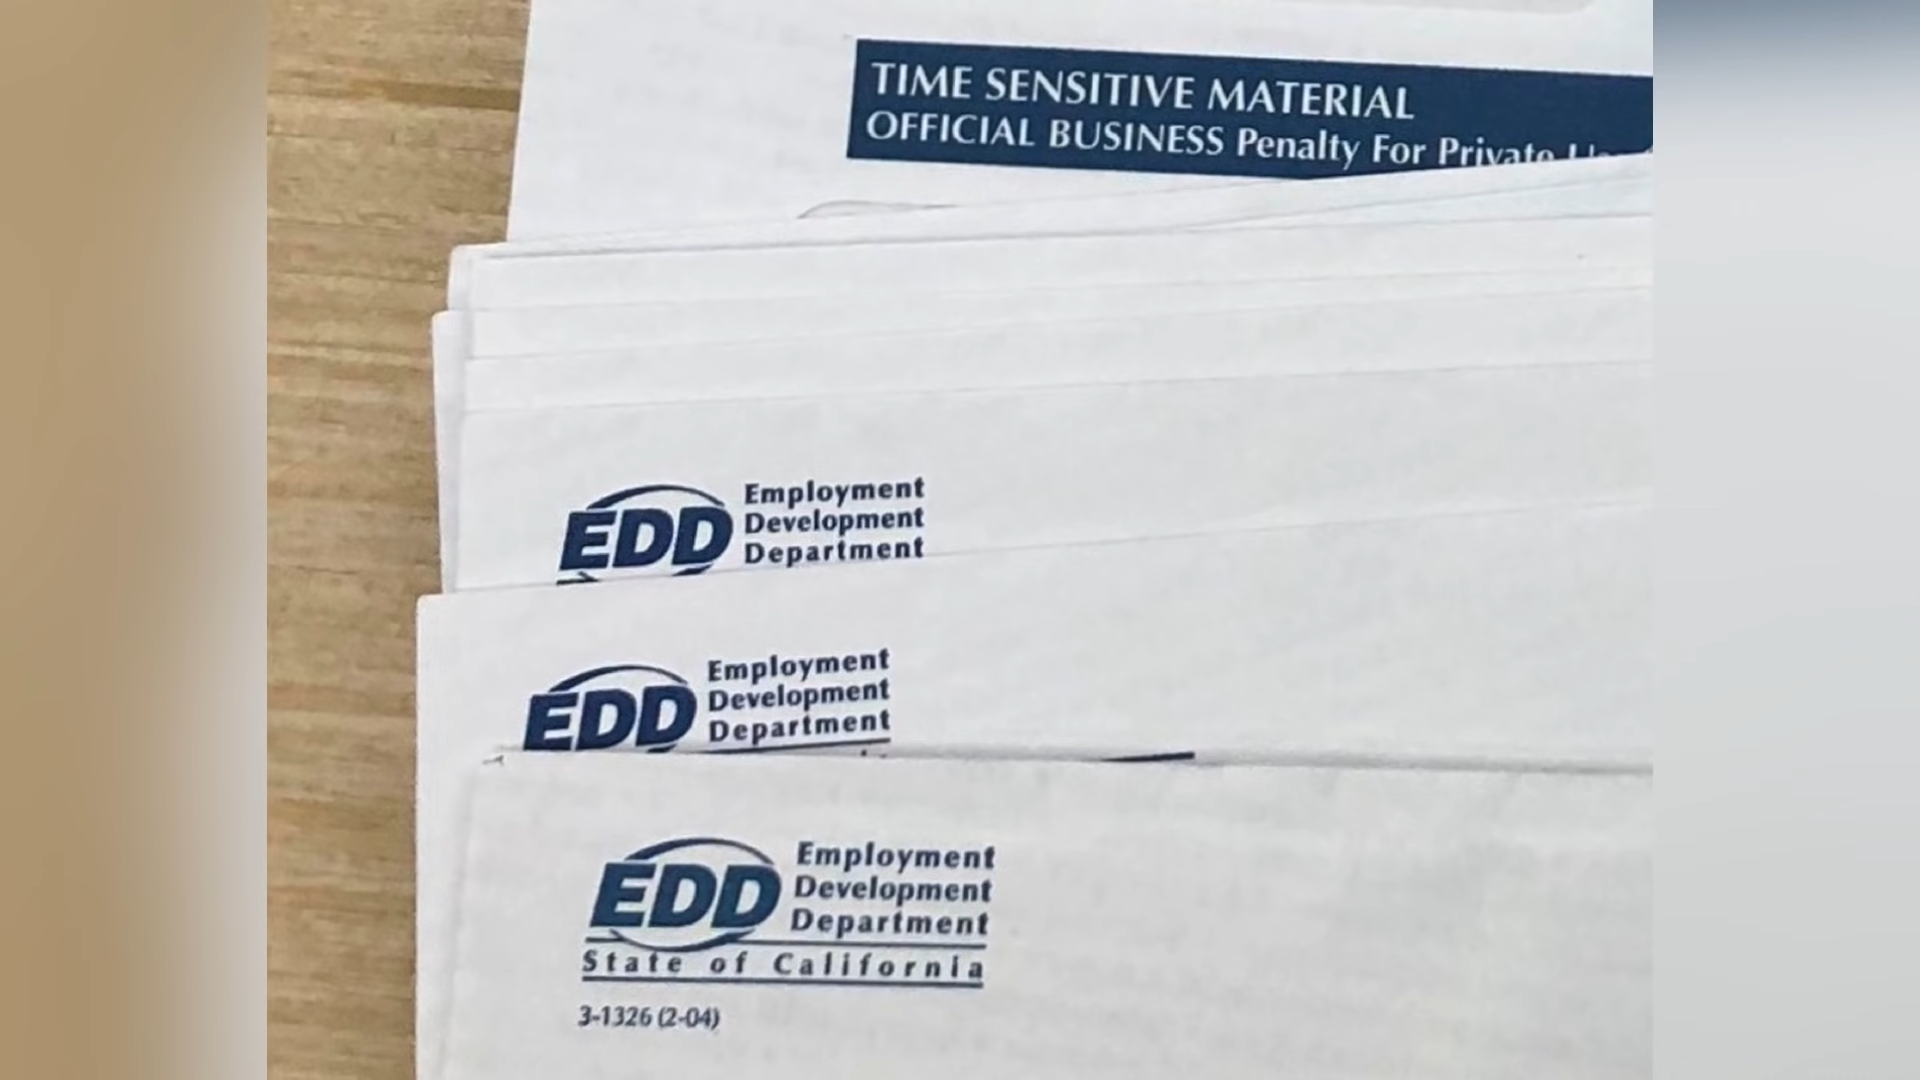 TIME SENSITIVE MATERIAL
OFFICIAL BUSINESS Penalty For Private
EDD Employment
Development
Department
EDD Employment
Development
Department
EDD Employment
Development
Department
State of California
3-1326 (2-04)